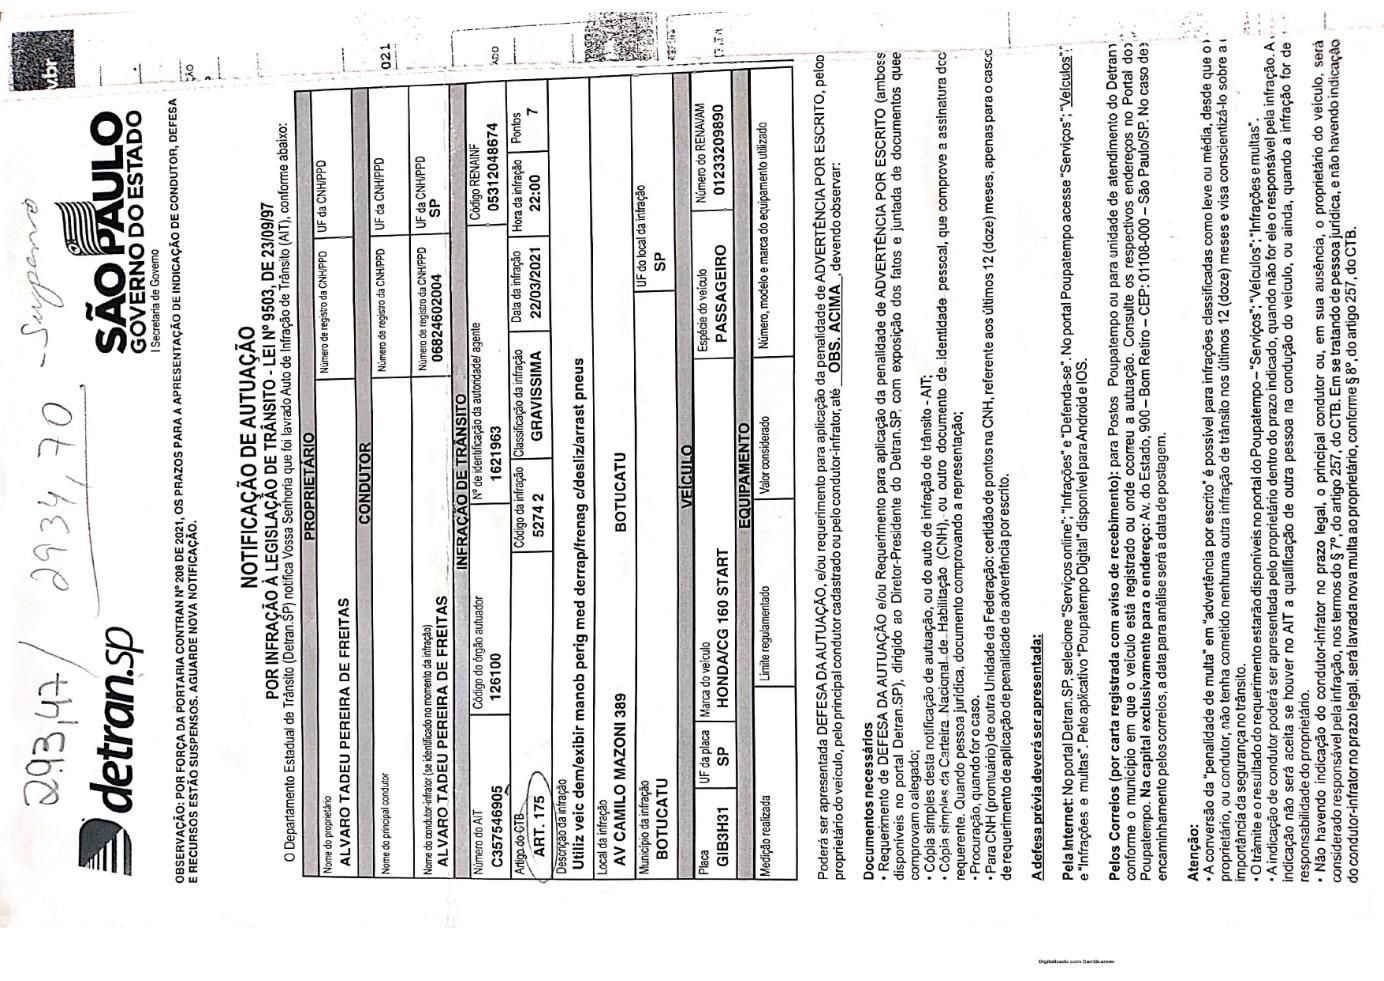 293,47 / 2934,70 - Suspenso
detran.sp
SÃO PAULO
GOVERNO DO ESTADO
| Secretaria de Governo
v.br
021
OBSERVAÇÃO: POR FORÇA DA PORTARIA CONTRAN Nº 208 DE 2021, OS PRAZOS PARA A APRESENTAÇÃO DE INDICAÇÃO DE CONDUTOR, DEFESA
E RECURSOS ESTÃO SUSPENSOS. AGUARDE NOVA NOTIFICAÇÃO.
NOTIFICAÇÃO DE AUTUAÇÃO
POR INFRAÇÃO À LEGISLAÇÃO DE TRÂNSITO - LEI Nº 9503, DE 23/09/97
O Departamento Estadual de Trânsito (Detran.SP) notifica Vossa Senhoria que foi lavrado Auto de Infração de Trânsito (AIT), conforme abaixo:
PROPRIETÁRIO
Nome do proprietário Número de registro da CNH/PPD UF da CNH/PPD
ALVARO TADEU PEREIRA DE FREITAS
CONDUTOR
Nome do principal condutor Número de registro da CNH/PPD UF da CNH/PPD
Nome do condutor-infrator (se identificado no momento da infração) Número de registro da CNH/PPD UF da CNH/PPD
ALVARO TADEU PEREIRA DE FREITAS 06824602004 SP
INFRAÇÃO DE TRÂNSITO
Número do AIT Código do órgão autuador Nº de identificação da autoridade/ agente Código RENAINF
C357546905 126100 1621963 05312048674
Artigo do CTB Código da infração Classificação da infração Data da infração Hora da infração Pontos
ART. 175 5274 2 GRAVISSIMA 22/03/2021 22:00 7
Descrição da infração
Utiliz veic dem/exibir manob perig med derrap/frenag c/desliz/arrast pneus
Local da infração
AV CAMILO MAZONI 389 BOTUCATU
Município da infração UF do local da infração
BOTUCATU SP
VEÍCULO
Placa UF da placa Marca do veículo Espécie do veículo Número do RENAVAM
GIB3H31 SP HONDA/CG 160 START PASSAGEIRO 01233209890
EQUIPAMENTO
Medição realizada Limite regulamentado Valor considerado Número, modelo e marca do equipamento utilizado
Poderá ser apresentada DEFESA DA AUTUAÇÃO, e/ou requerimento para aplicação da penalidade de ADVERTÊNCIA POR ESCRITO, pelo
proprietário do veículo, pelo principal condutor cadastrado ou pelo condutor-infrator, até OBS. ACIMA , devendo observar:
Documentos necessários
• Requerimento de DEFESA DA AUTUAÇÃO e/ou Requerimento para aplicação da penalidade de ADVERTÊNCIA POR ESCRITO (ambos
disponíveis no portal Detran.SP), dirigido ao Diretor-Presidente do Detran.SP, com exposição dos fatos e juntada de documentos que
comprovam o alegado;
• Cópia simples desta notificação de autuação, ou do auto de infração de trânsito - AIT;
• Cópia simples da Carteira Nacional de Habilitação (CNH), ou outro documento de identidade pessoal, que comprove a assinatura do
requerente. Quando pessoa jurídica, documento comprovando a representação;
• Procuração, quando for o caso.
• Para CNH (prontuário) de outra Unidade da Federação: certidão de pontos na CNH, referente aos últimos 12 (doze) meses, apenas para o caso
de requerimento de aplicação de penalidade de advertência por escrito.
A defesa prévia deverá ser apresentada:
Pela Internet: No portal Detran.SP, selecione "Serviços online"; "Infrações" e "Defenda-se". No portal Poupatempo acesse "Serviços"; "Veículos";
e "Infrações e multas". Pelo aplicativo "Poupatempo Digital" disponível para Android e IOS.
Pelos Correios (por carta registrada com aviso de recebimento): para Postos Poupatempo ou para unidade de atendimento do Detran
conforme o município em que o veículo está registrado ou onde ocorreu a autuação. Consulte os respectivos endereços no Portal do
Poupatempo. Na capital exclusivamente para o endereço: Av. do Estado, 900 – Bom Retiro – CEP: 01108-000 – São Paulo/SP. No caso de
encaminhamento pelos correios, a data para análise será a data de postagem.
Atenção:
• A conversão da "penalidade de multa" em "advertência por escrito" é possível para infrações classificadas como leve ou média, desde que o
proprietário, ou condutor, não tenha cometido nenhuma outra infração de trânsito nos últimos 12 (doze) meses e visa conscientizá-lo sobre a
importância da segurança no trânsito.
• O trâmite e o resultado do requerimento estarão disponíveis no portal do Poupatempo – "Serviços"; "Veículos"; "Infrações e multas".
• A indicação de condutor poderá ser apresentada pelo proprietário dentro do prazo indicado, quando não for ele o responsável pela infração. A
indicação não será aceita se houver no AIT a qualificação de outra pessoa na condução do veículo, ou ainda, quando a infração for de
responsabilidade do proprietário.
• Não havendo indicação do condutor-infrator no prazo legal, o principal condutor ou, em sua ausência, o proprietário do veículo, será
considerado responsável pela infração, nos termos do § 7º, do artigo 257, do CTB. Em se tratando de pessoa jurídica, e não havendo indicação
do condutor-infrator no prazo legal, será lavrada nova multa ao proprietário, conforme § 8º, do artigo 257, do CTB.
Digitalizado com CamScanner